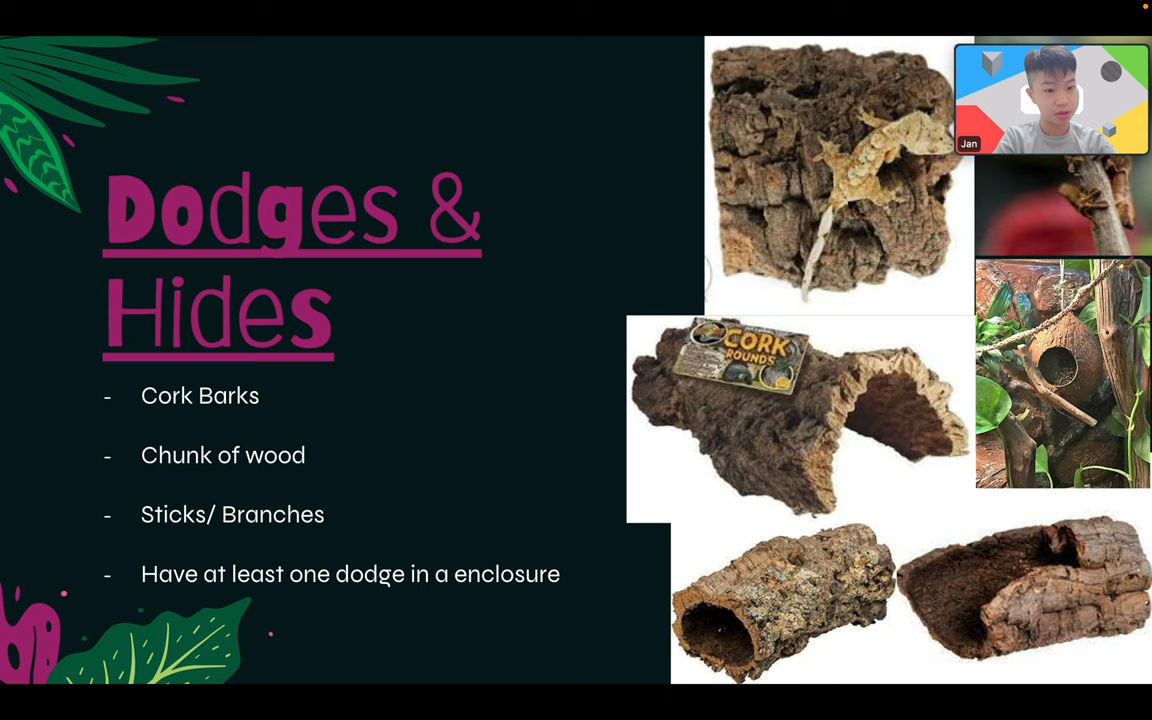 Dodges &
Hides
- Cork Barks
- Chunk of wood
- Sticks/ Branches
- Have at least one dodge in a enclosure
NATURAL
CORK
ROUNDS
Jan